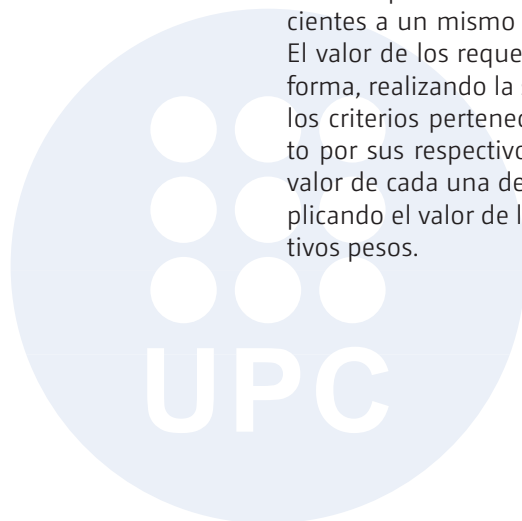 cientes a un mismo
El valor de los reque
forma, realizando la
los criterios pertenec
to por sus respectivo
valor de cada una de
plicando el valor de l
tivos pesos.
UPC